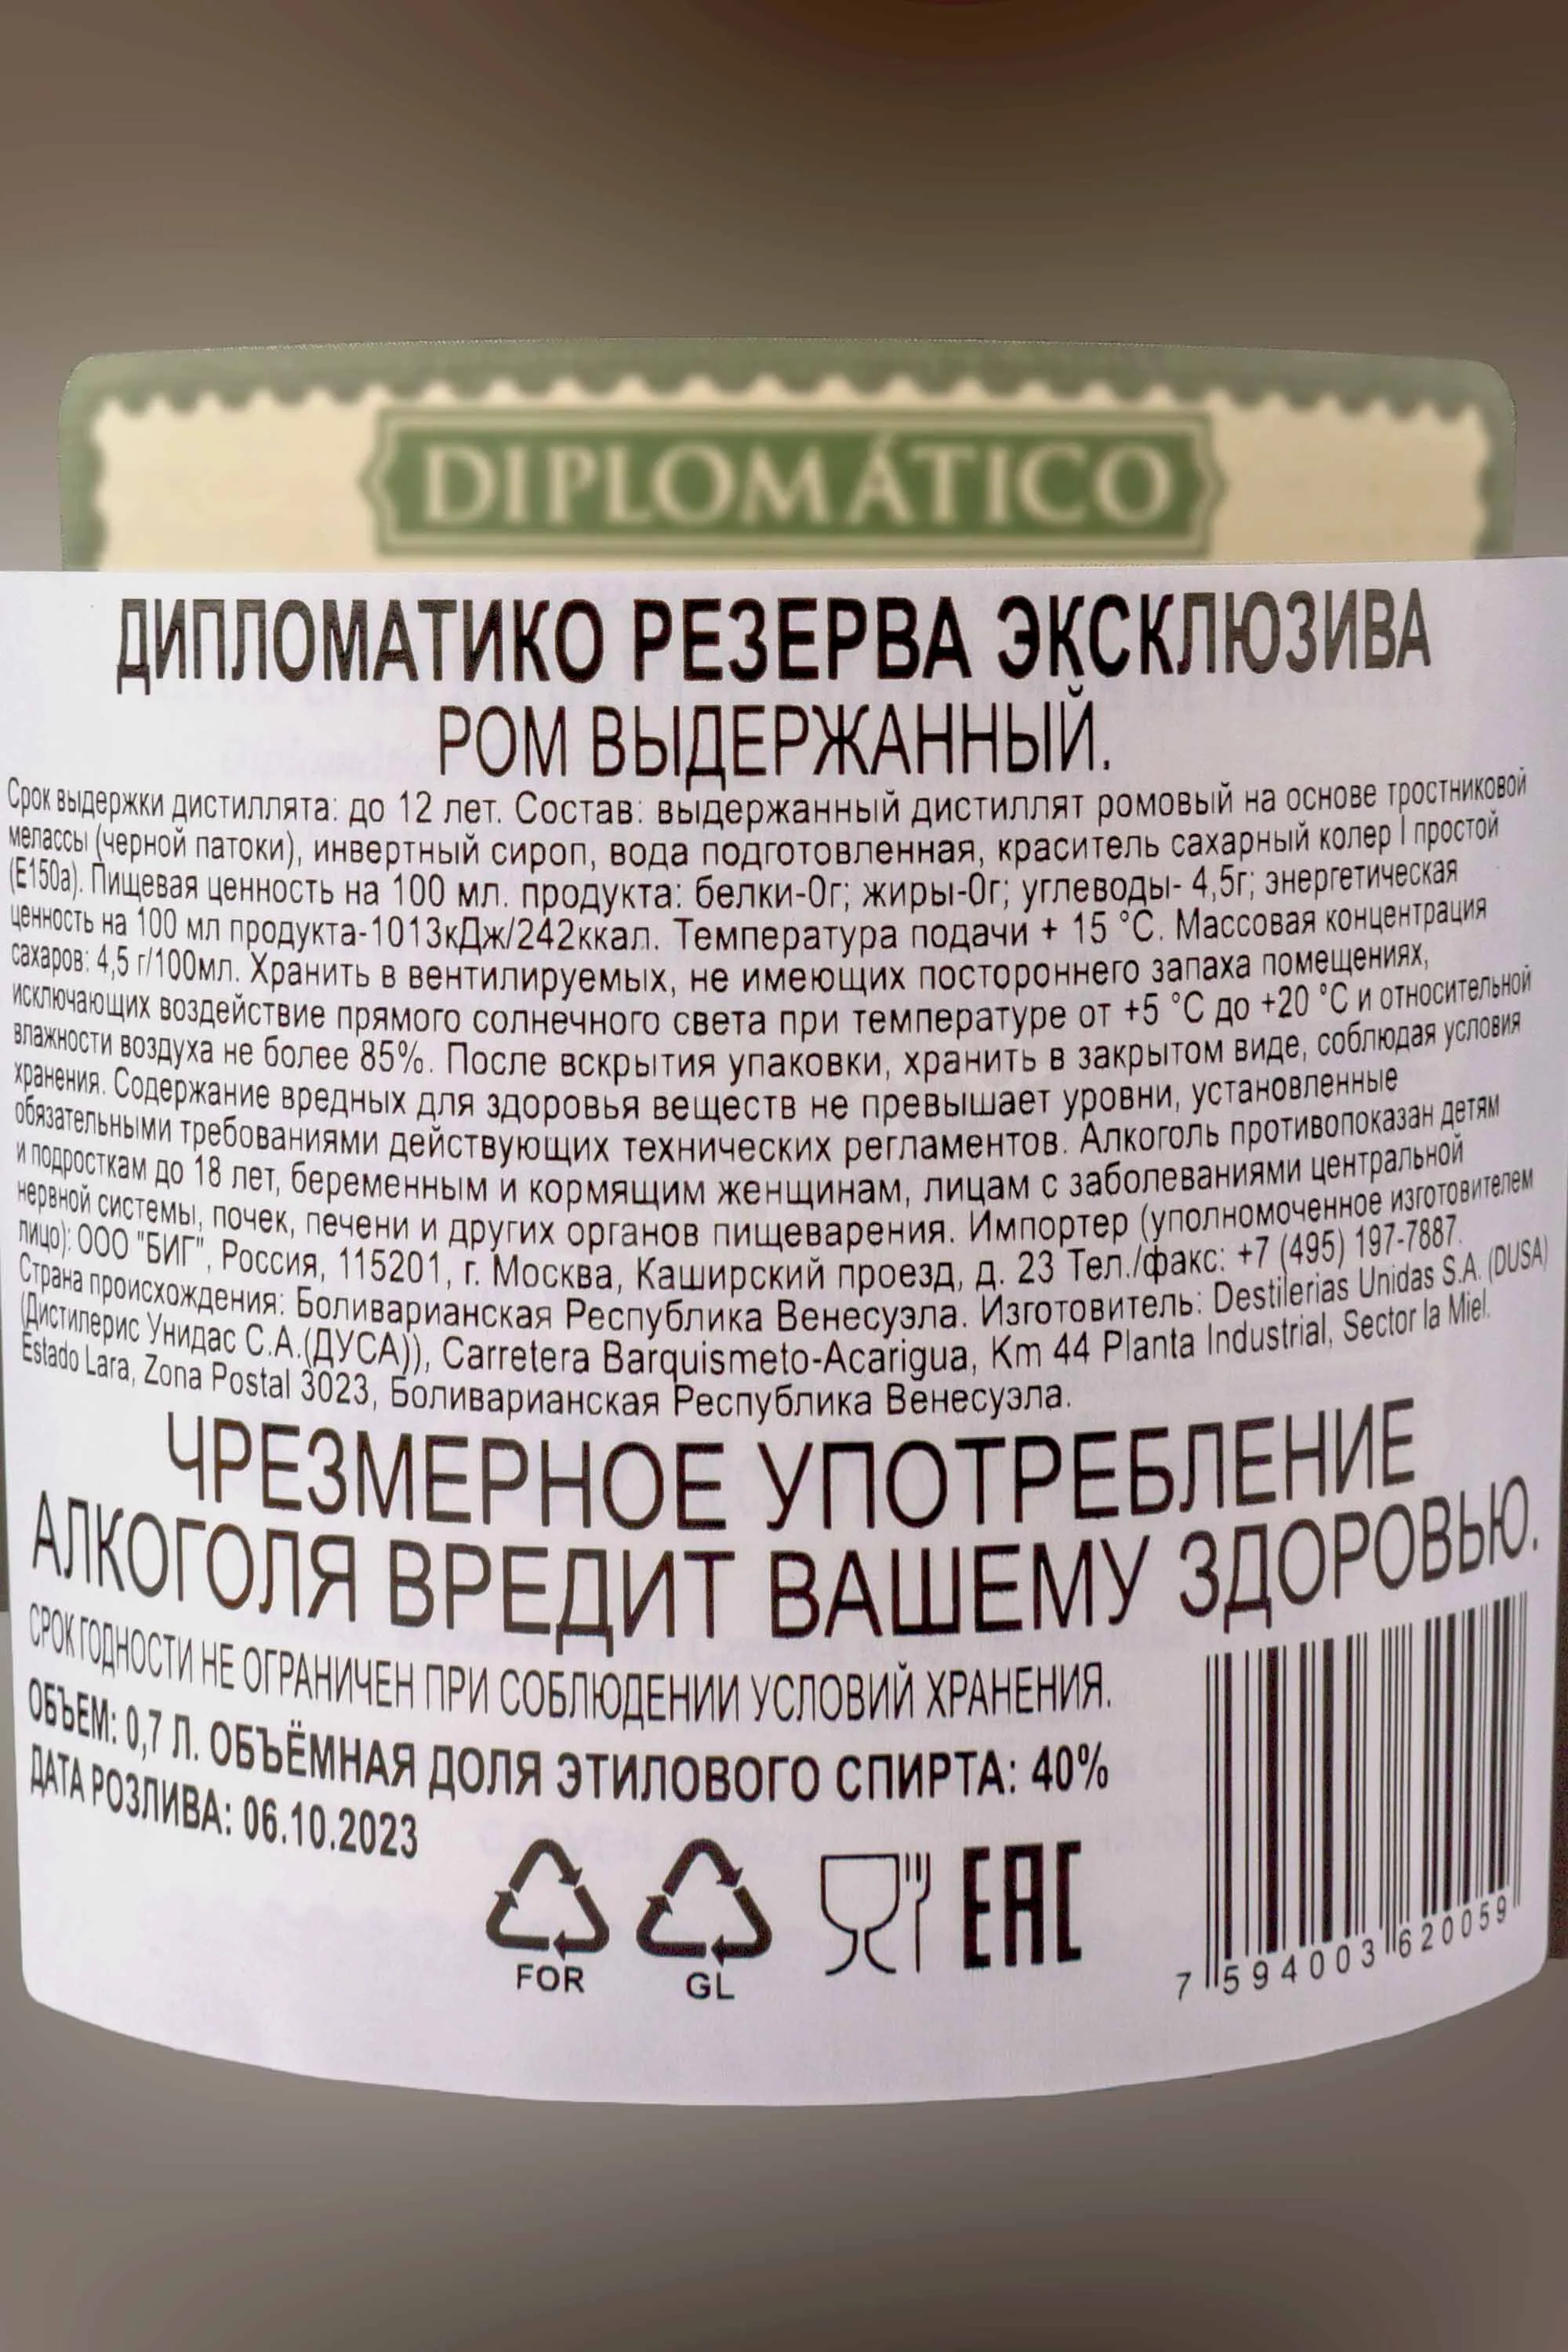 DIPLOMÁTICO
ДИПЛОМАТИКО РЕЗЕРВА ЭКСКЛЮЗИВА
РОМ ВЫДЕРЖАННЫЙ.
Срок выдержки дистиллята: до 12 лет. Состав: выдержанный дистиллят ромовый на основе тростниковой
мелассы (черной патоки), инвертный сироп, вода подготовленная, краситель сахарный колер I простой
(Е150а). Пищевая ценность на 100 мл. продукта: белки-0г; жиры-0г; углеводы- 4,5г; энергетическая
ценность на 100 мл продукта-1013кДж/242ккал. Температура подачи + 15 °С. Массовая концентрация
сахаров: 4,5 г/100мл. Хранить в вентилируемых, не имеющих постороннего запаха помещениях,
исключающих воздействие прямого солнечного света при температуре от +5 °С до +20 °С и относительной
влажности воздуха не более 85%. После вскрытия упаковки, хранить в закрытом виде, соблюдая условия
хранения. Содержание вредных для здоровья веществ не превышает уровни, установленные
обязательными требованиями действующих технических регламентов. Алкоголь противопоказан детям
и подросткам до 18 лет, беременным и кормящим женщинам, лицам с заболеваниями центральной
нервной системы, почек, печени и других органов пищеварения. Импортер (уполномоченное изготовителем
лицо): ООО "БИГ", Россия, 115201, г. Москва, Каширский проезд, д. 23 Тел./факс: +7 (495) 197-7887.
Страна происхождения: Боливарианская Республика Венесуэла. Изготовитель: Destilerias Unidas S.A. (DUSA)
(Дистилерис Унидас С.А.(ДУСА)), Carretera Barquismeto-Acarigua, Km 44 Planta Industrial, Sector la Miel.
Estado Lara, Zona Postal 3023, Боливарианская Республика Венесуэла.
ЧРЕЗМЕРНОЕ УПОТРЕБЛЕНИЕ
АЛКОГОЛЯ ВРЕДИТ ВАШЕМУ ЗДОРОВЬЮ.
СРОК ГОДНОСТИ НЕ ОГРАНИЧЕН ПРИ СОБЛЮДЕНИИ УСЛОВИЙ ХРАНЕНИЯ.
ОБЪЕМ: 0,7 Л. ОБЪЁМНАЯ ДОЛЯ ЭТИЛОВОГО СПИРТА: 40%
ДАТА РОЗЛИВА: 06.10.2023
FOR GL EAC
7 594003 620059